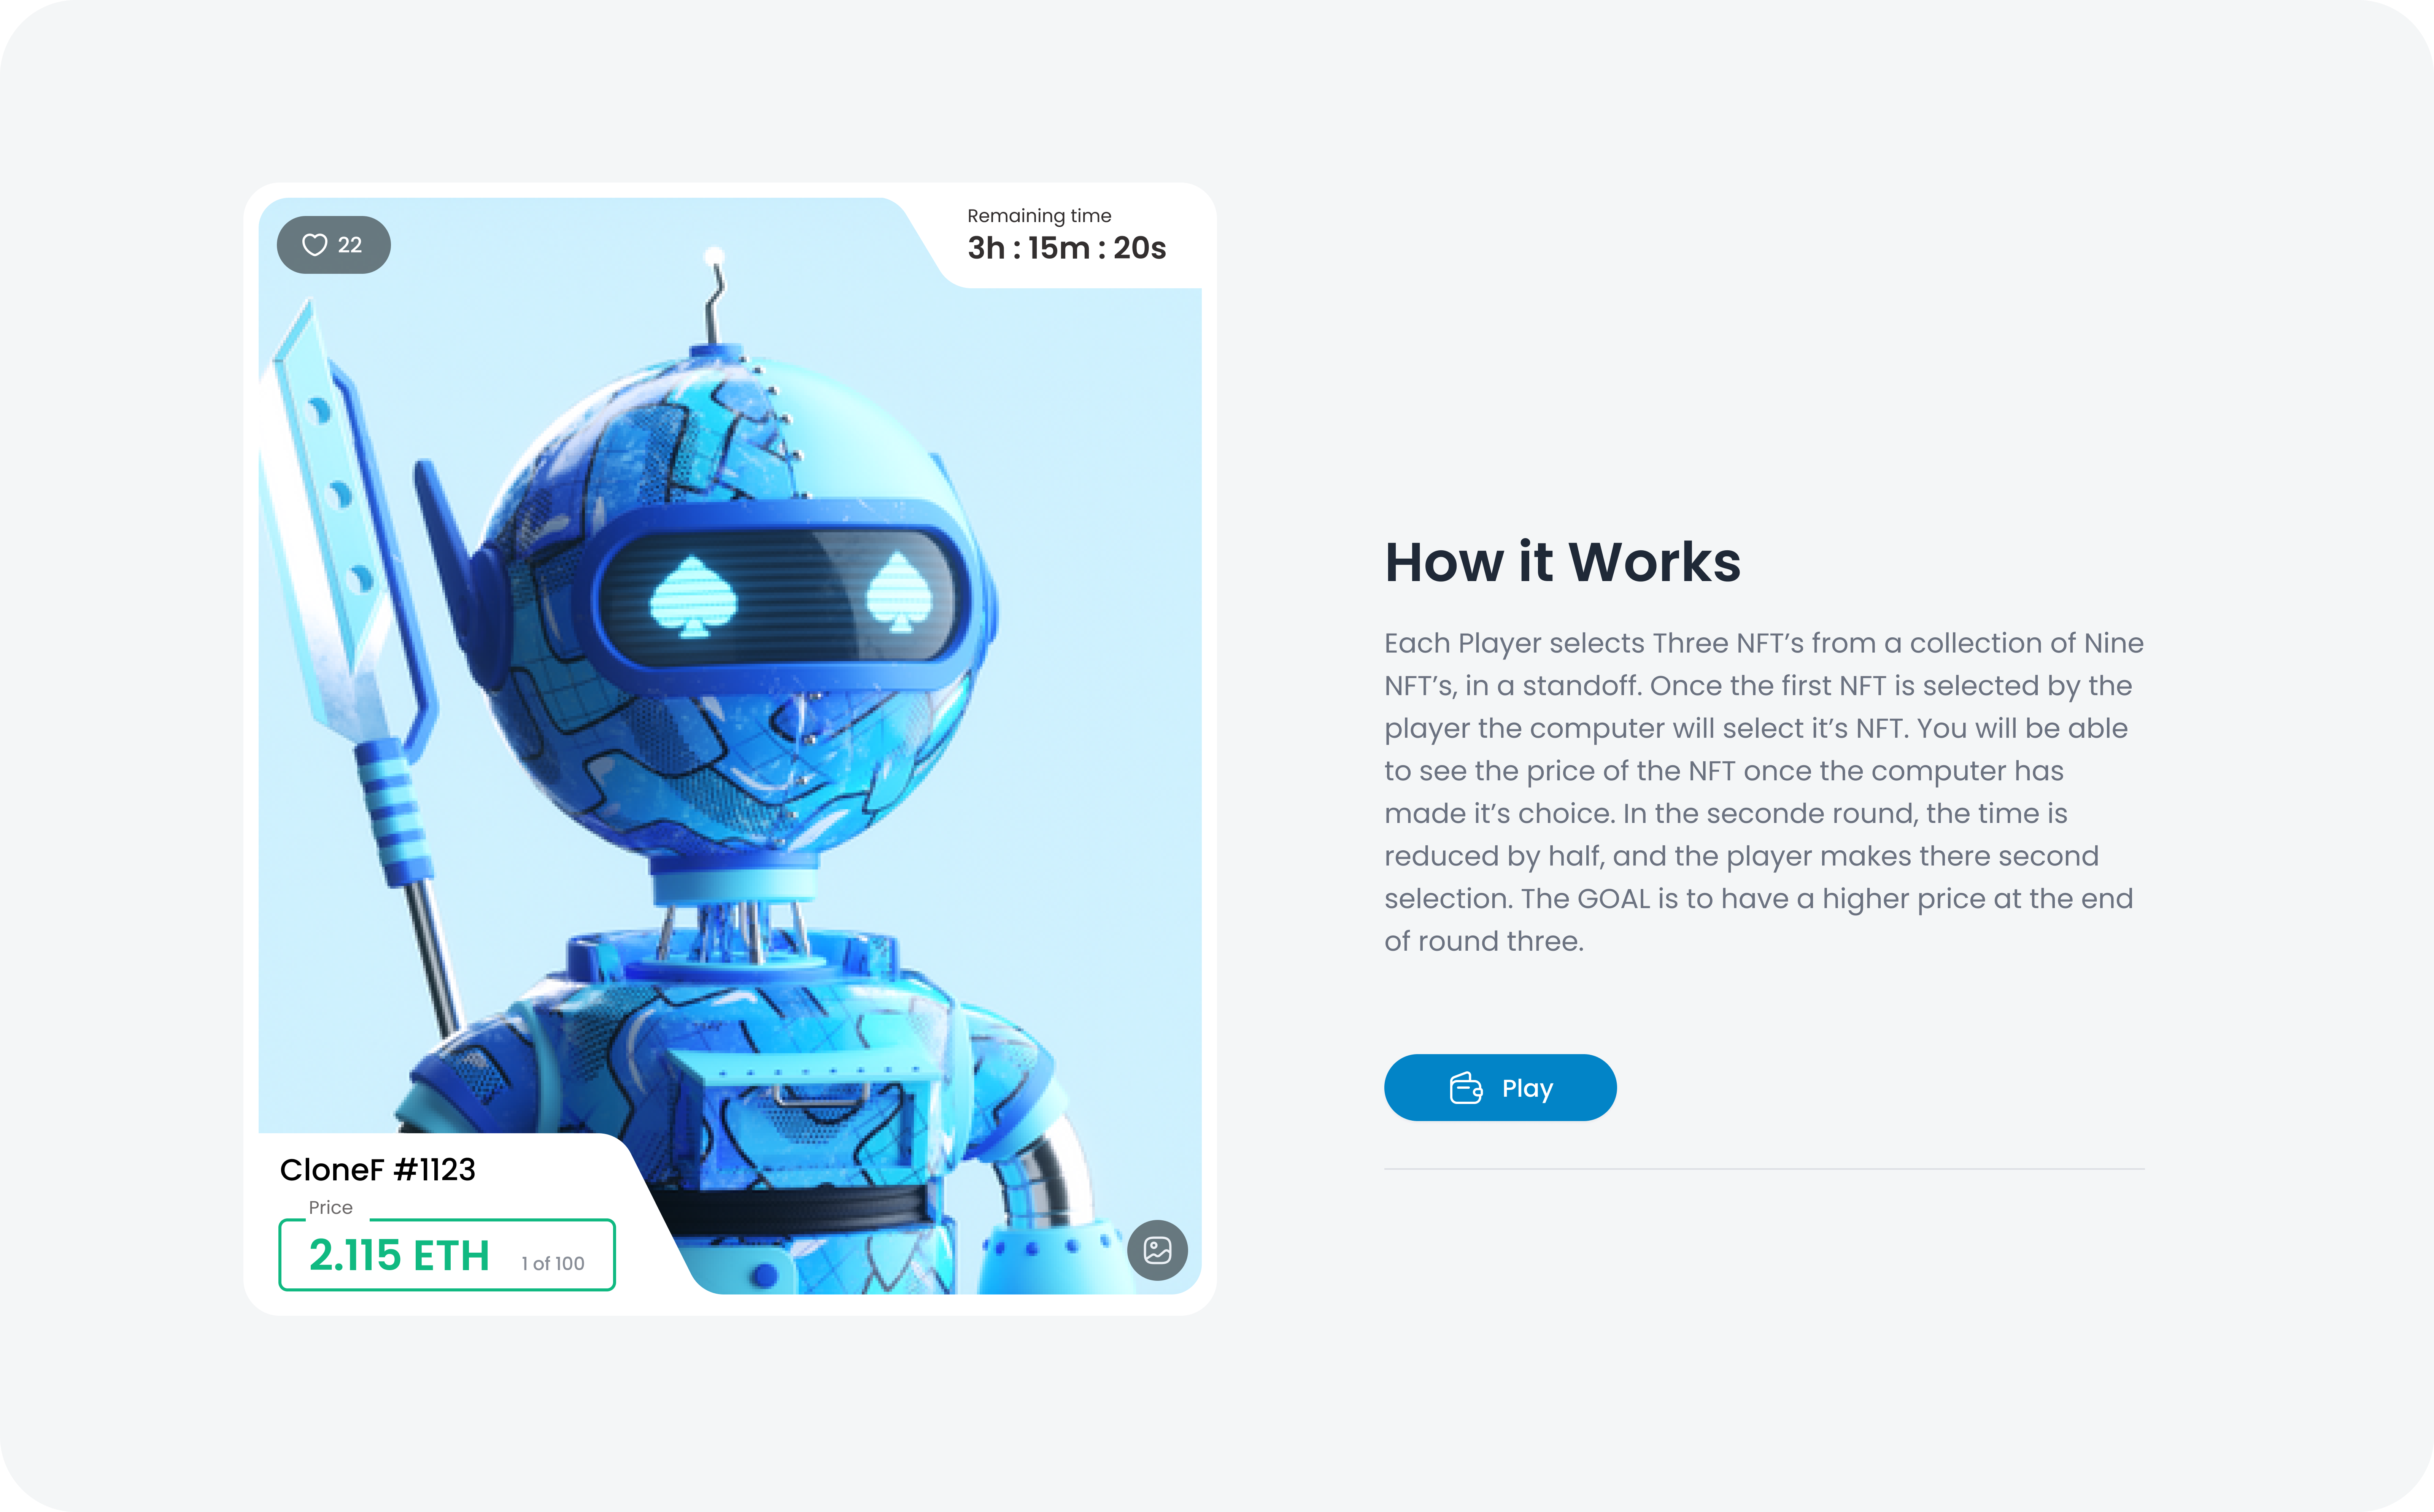 22
Remaining time
3h : 15m : 20s
CloneF #1123
Price
2.115 ETH 1 of 100
How it Works
Each Player selects Three NFT’s from a collection of Nine
NFT’s, in a standoff. Once the first NFT is selected by the
player the computer will select it’s NFT. You will be able
to see the price of the NFT once the computer has
made it’s choice. In the seconde round, the time is
reduced by half, and the player makes there second
selection. The GOAL is to have a higher price at the end
of round three.
Play